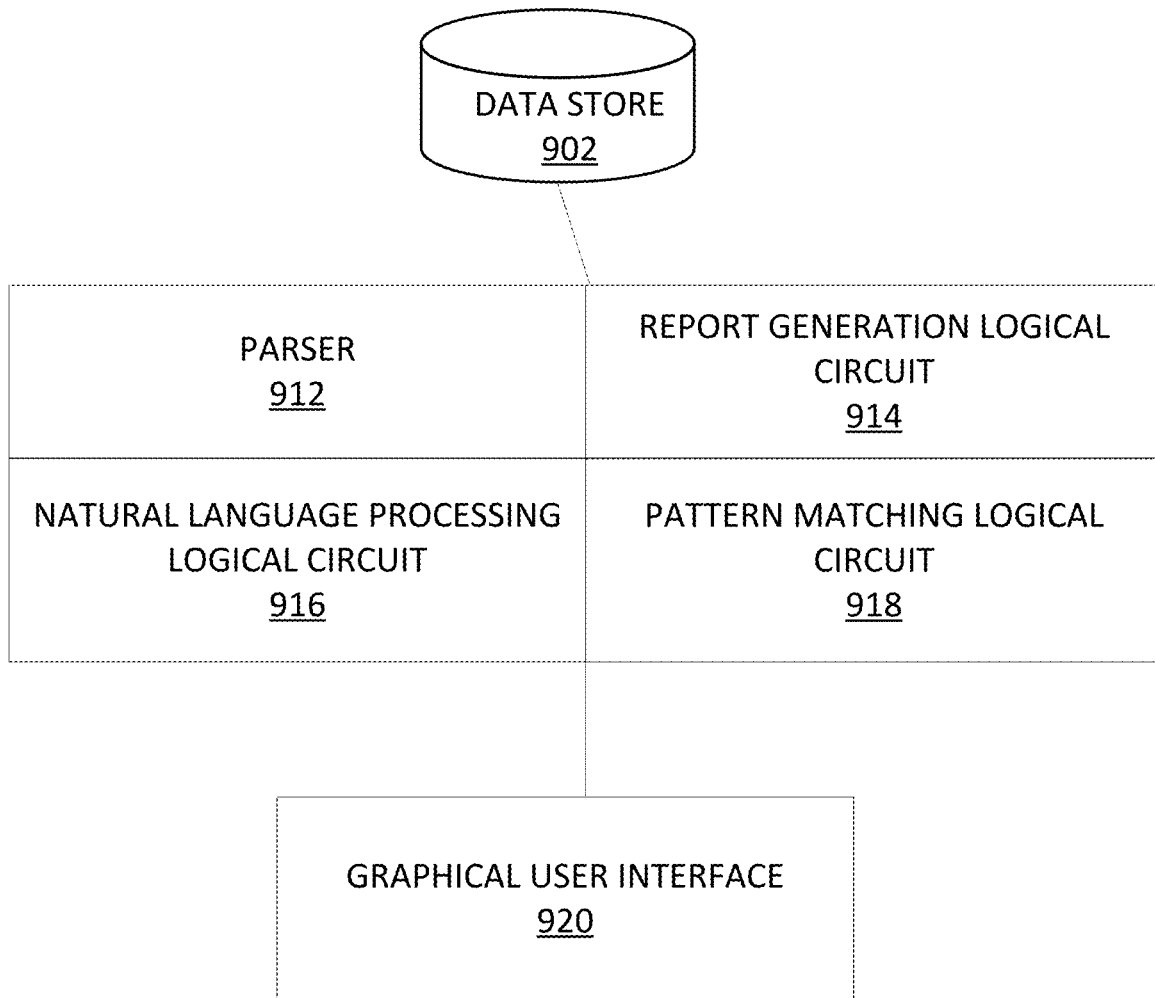 DATA STORE
902
PARSER
912
REPORT GENERATION LOGICAL
CIRCUIT
914
NATURAL LANGUAGE PROCESSING
LOGICAL CIRCUIT
916
PATTERN MATCHING LOGICAL
CIRCUIT
918
GRAPHICAL USER INTERFACE
920